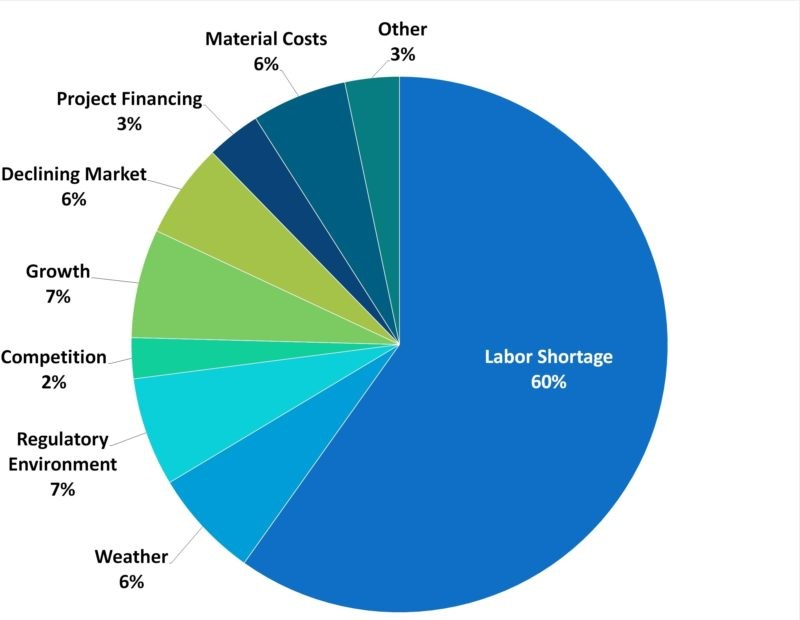 Other
3%
Material Costs
6%
Project Financing
3%
Declining Market
6%
Growth
7%
Competition
2%
Regulatory
Environment
7%
Weather
6%
Labor Shortage
60%